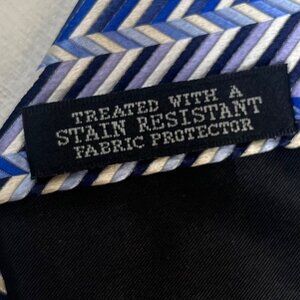 TREATED WITH A
STAIN RESISTANT
FABRIC PROTECTOR